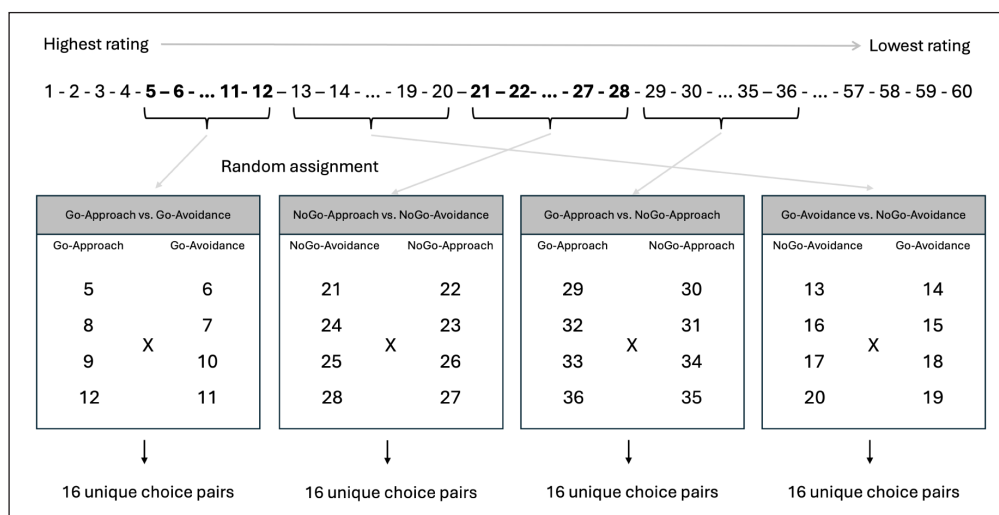 Highest rating Lowest rating
1 - 2 - 3 - 4 - 5 – 6 - ... 11- 12 – 13 – 14 - ... - 19 - 20 – 21 – 22- ... - 27 - 28 - 29 - 30 - ... 35 – 36 - ... - 57 - 58 - 59 - 60
Random assignment
Go-Approach vs. Go-Avoidance
Go-Approach Go-Avoidance
5 6
8 7
X
9 10
12 11
16 unique choice pairs
NoGo-Approach vs. NoGo-Avoidance
NoGo-Avoidance NoGo-Approach
21 22
24 23
X
25 26
28 27
16 unique choice pairs
Go-Approach vs. NoGo-Approach
Go-Approach NoGo-Approach
29 30
32 31
X
33 34
36 35
16 unique choice pairs
Go-Avoidance vs. NoGo-Avoidance
NoGo-Avoidance Go-Avoidance
13 14
16 15
X
17 18
20 19
16 unique choice pairs